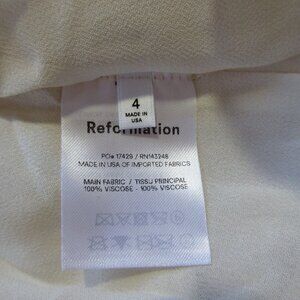 4
MADE IN
USA
Reformation
PO# 17429 / RN143248
MADE IN USA OF IMPORTED FABRICS
MAIN FABRIC / TISSU PRINCIPAL
100% VISCOSE - 100% VISCOSE